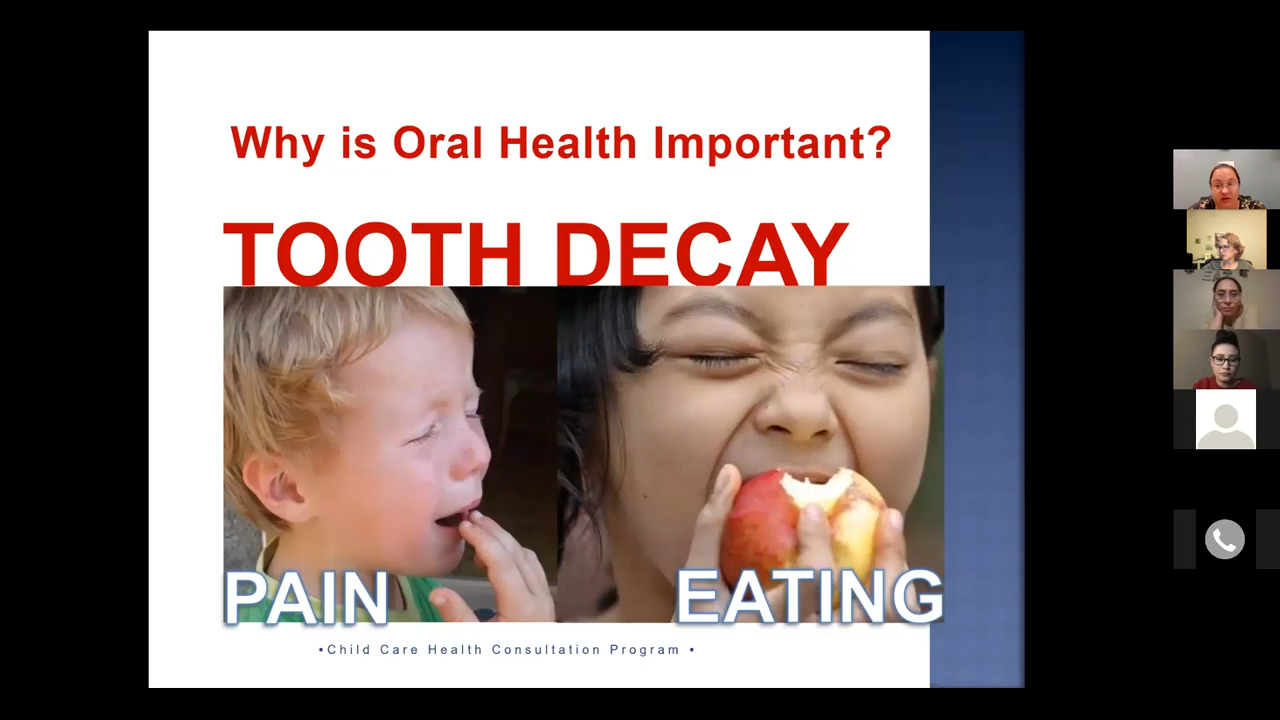 Why is Oral Health Important?
TOOTH DECAY
PAIN
EATING
•Child Care Health Consultation Program •